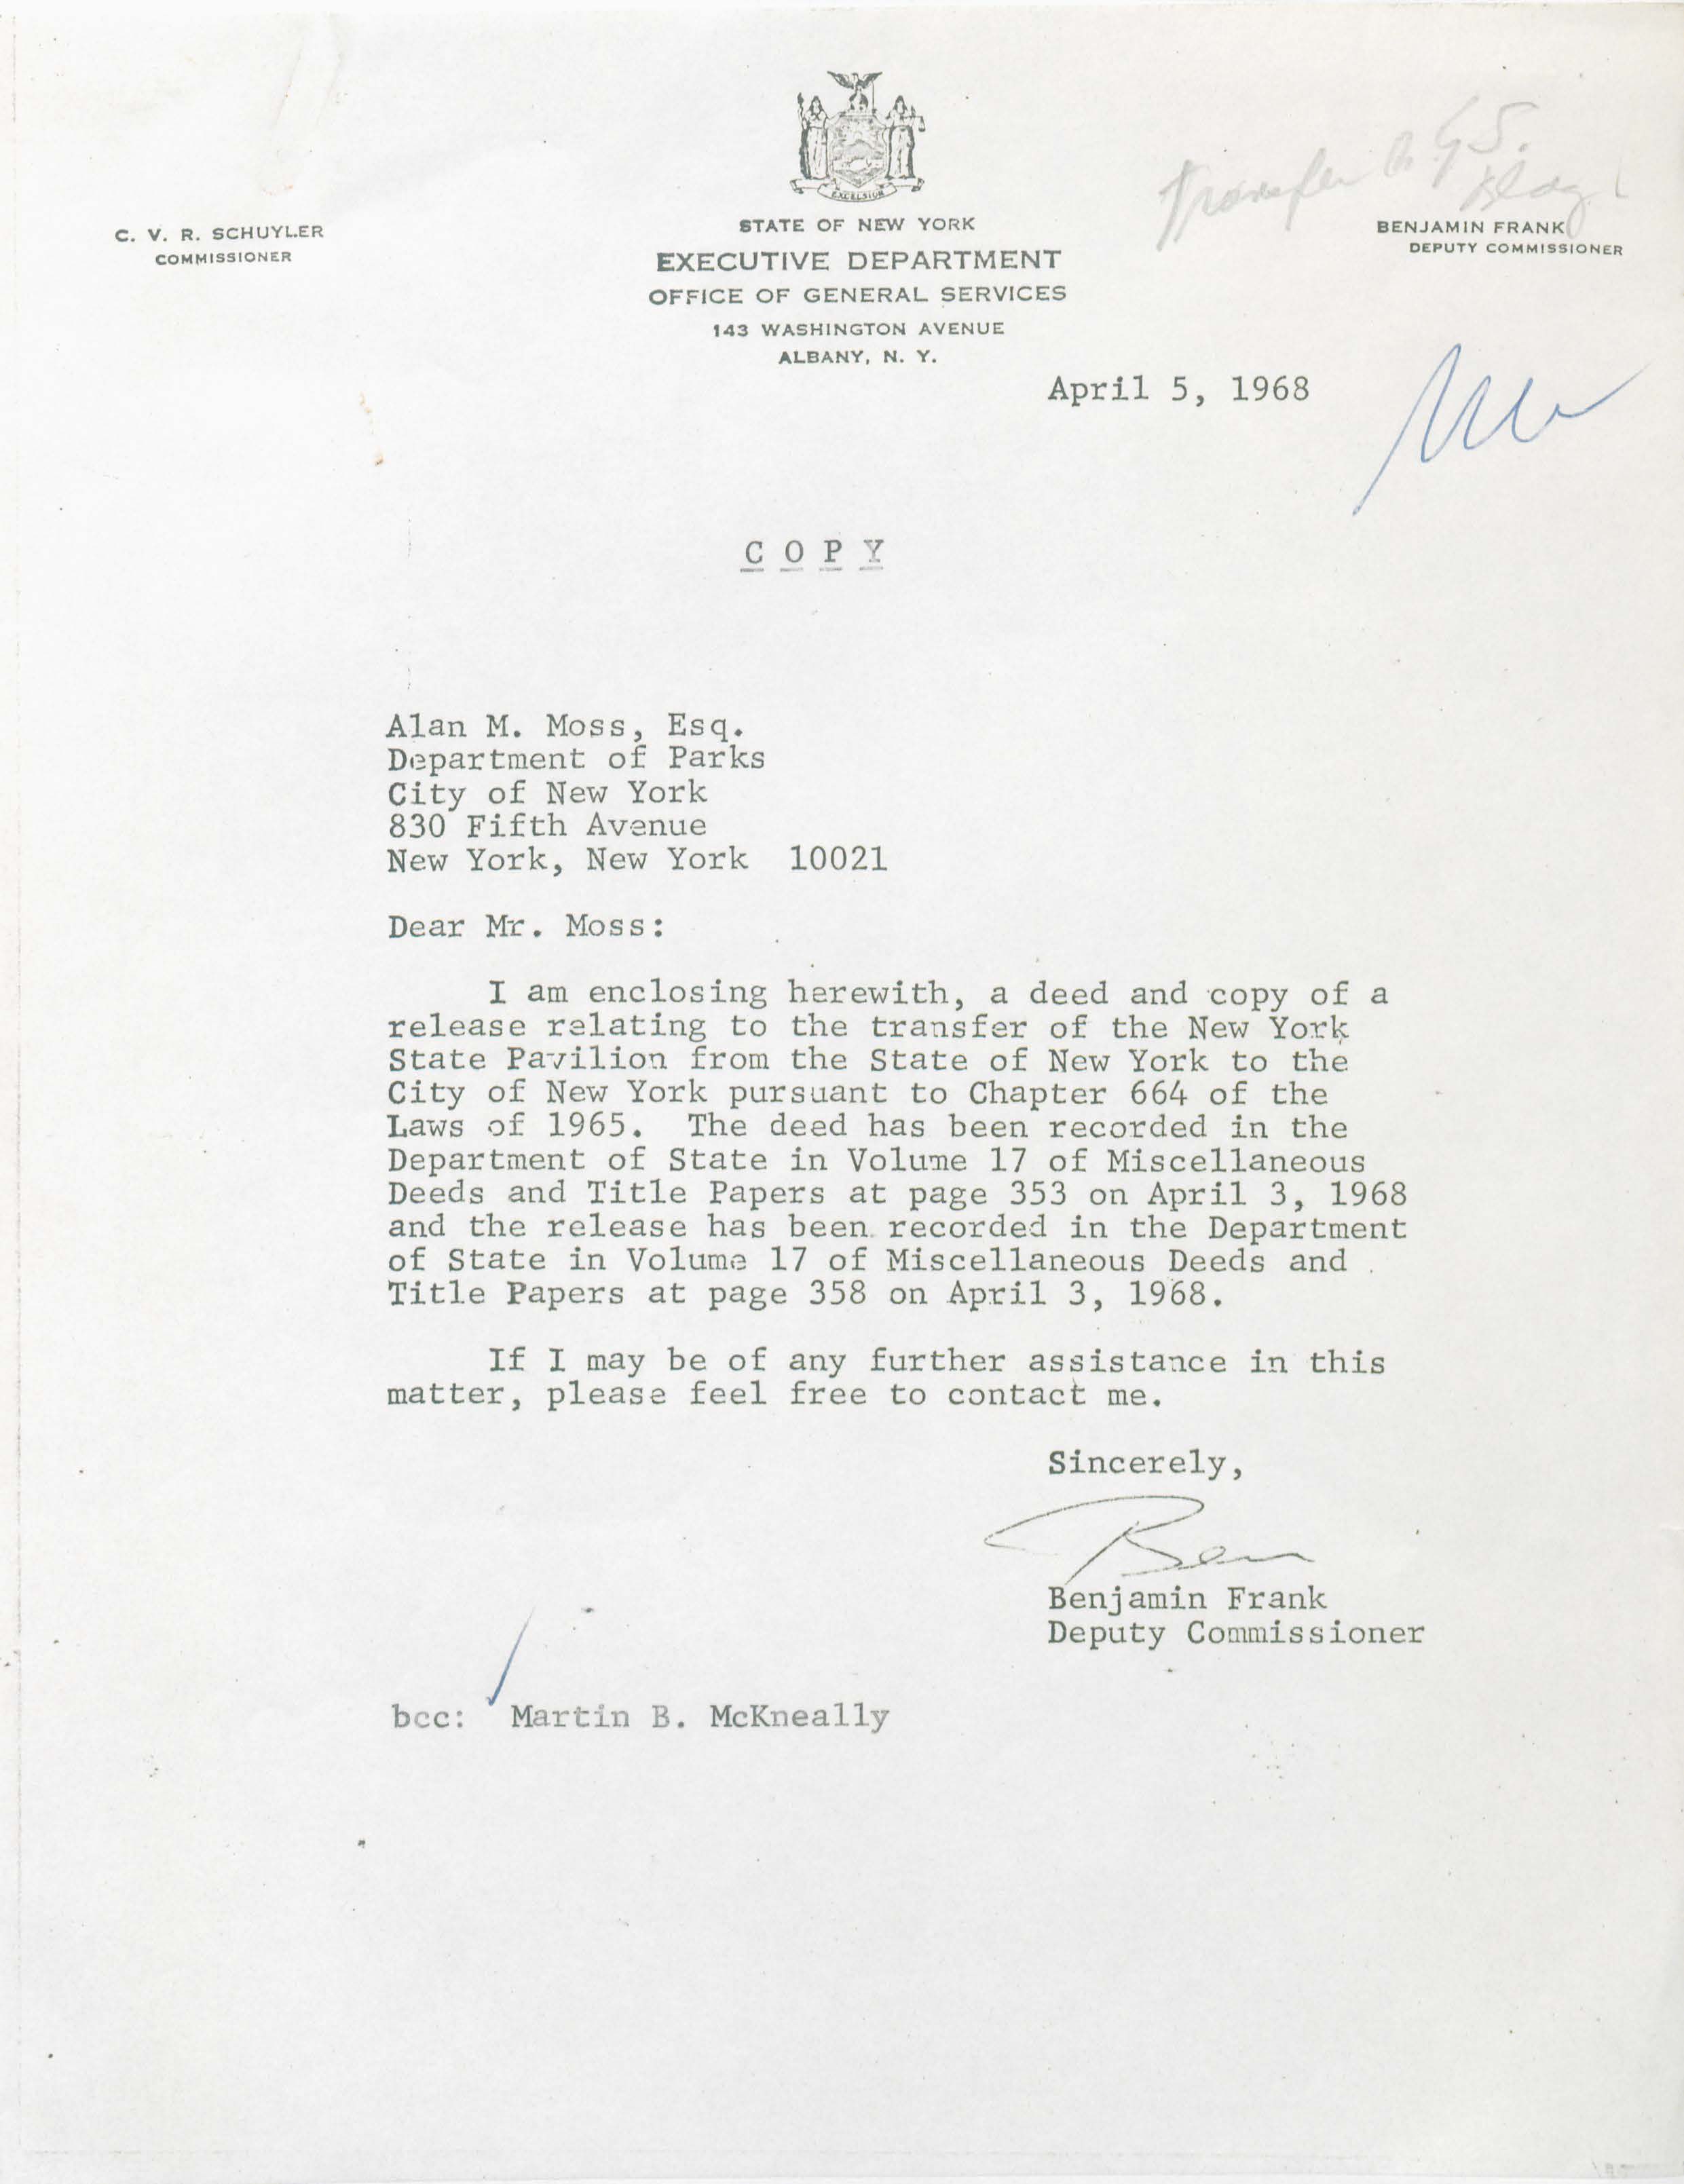 EXCELSIOR
Transfer
Bldg
C. V. R. SCHUYLER
COMMISSIONER
STATE OF NEW YORK
EXECUTIVE DEPARTMENT
OFFICE OF GENERAL SERVICES
143 WASHINGTON AVENUE
ALBANY, N. Y.
BENJAMIN FRANK
DEPUTY COMMISSIONER
April 5, 1968
C O P Y
Alan M. Moss, Esq.
Department of Parks
City of New York
830 Fifth Avenue
New York, New York 10021
Dear Mr. Moss:
I am enclosing herewith, a deed and copy of a
release relating to the transfer of the New York
State Pavilion from the State of New York to the
City of New York pursuant to Chapter 664 of the
Laws of 1965. The deed has been recorded in the
Department of State in Volume 17 of Miscellaneous
Deeds and Title Papers at page 353 on April 3, 1968
and the release has been recorded in the Department
of State in Volume 17 of Miscellaneous Deeds and
Title Papers at page 358 on April 3, 1968.
If I may be of any further assistance in this
matter, please feel free to contact me.
Sincerely,
Ben
Benjamin Frank
Deputy Commissioner
bcc: Martin B. McKneally